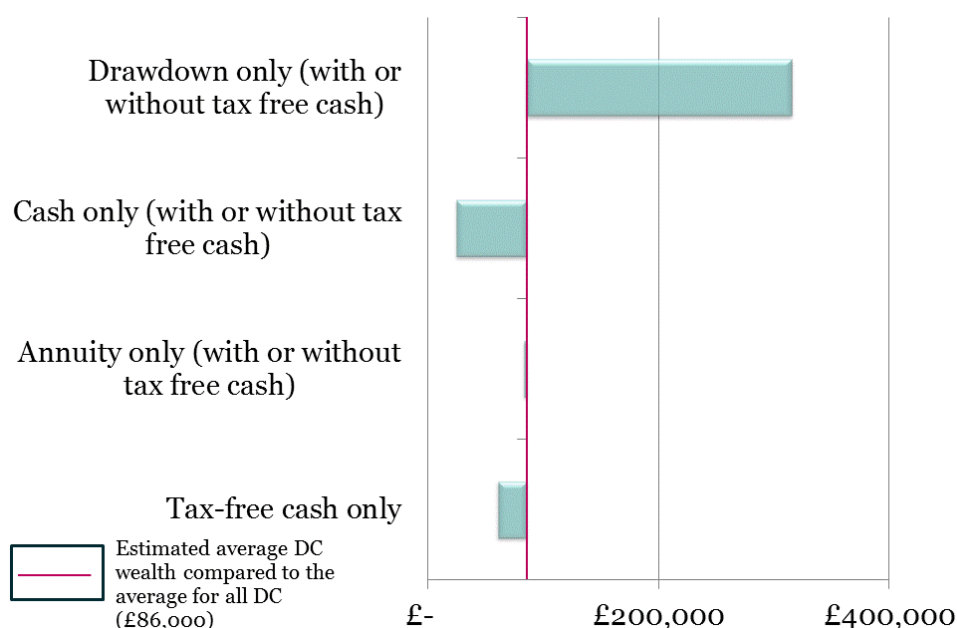 Drawdown only (with or
without tax free cash)
Cash only (with or without tax
free cash)
Annuity only (with or without
tax free cash)
Tax-free cash only
Estimated average DC
wealth compared to the
average for all DC
(£86,000)
£-
£200,000
£400,000